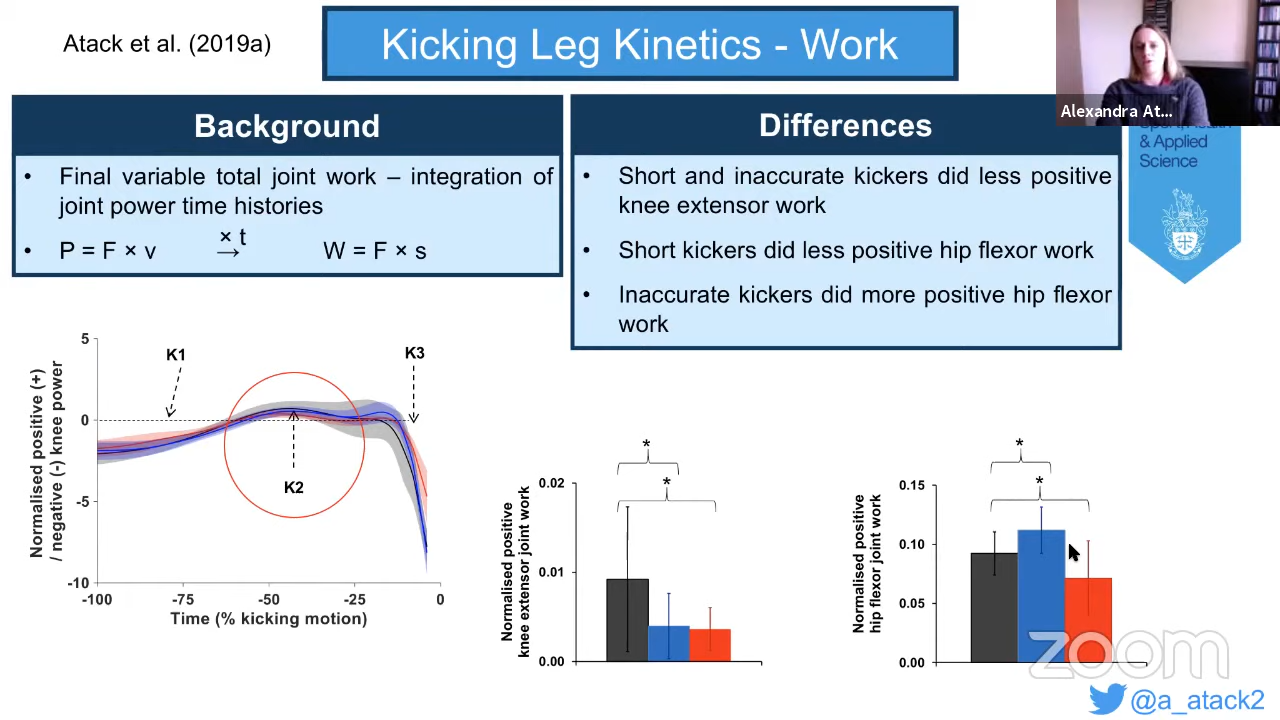 Atack et al. (2019a)
Kicking Leg Kinetics - Work
Alexandra At...
& Applied
Science
Background
• Final variable total joint work – integration of
joint power time histories
× t
• P = F × v → W = F × s
Differences
• Short and inaccurate kickers did less positive
knee extensor work
• Short kickers did less positive hip flexor work
• Inaccurate kickers did more positive hip flexor
work
Normalised positive (+)
/ negative (-) knee power
5
0
-5
-10
K1
K2
K3
-100
-75
-50
-25
0
Time (% kicking motion)
Normalised positive
knee extensor joint work
0.02
0.01
0.00
*
*
Normalised positive
hip flexor joint work
0.15
0.10
0.05
0.00
*
*
zoom
@a_atack2